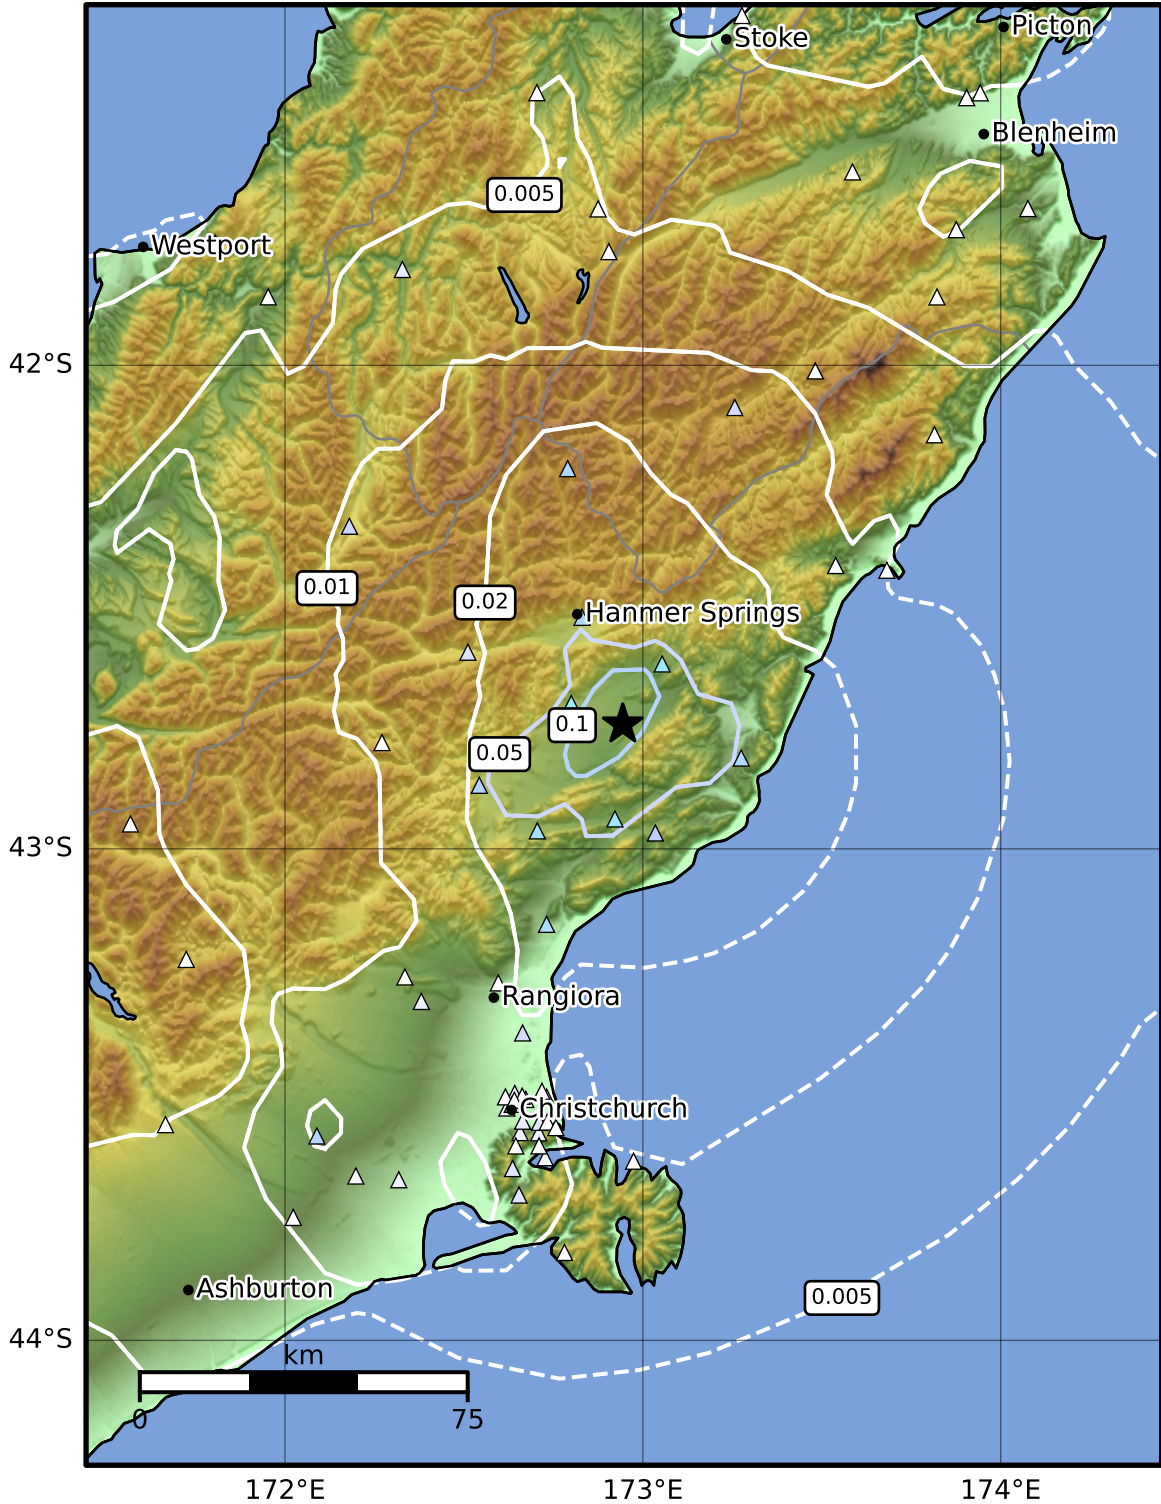 Picton
Stoke
Blenheim
0.005
Westport
42°S
0.01
0.02
Hanmer Springs
0.1
0.05
43°S
Rangiora
Christchurch
Ashburton
0.005
44°S
km
0
75
172°E
173°E
174°E